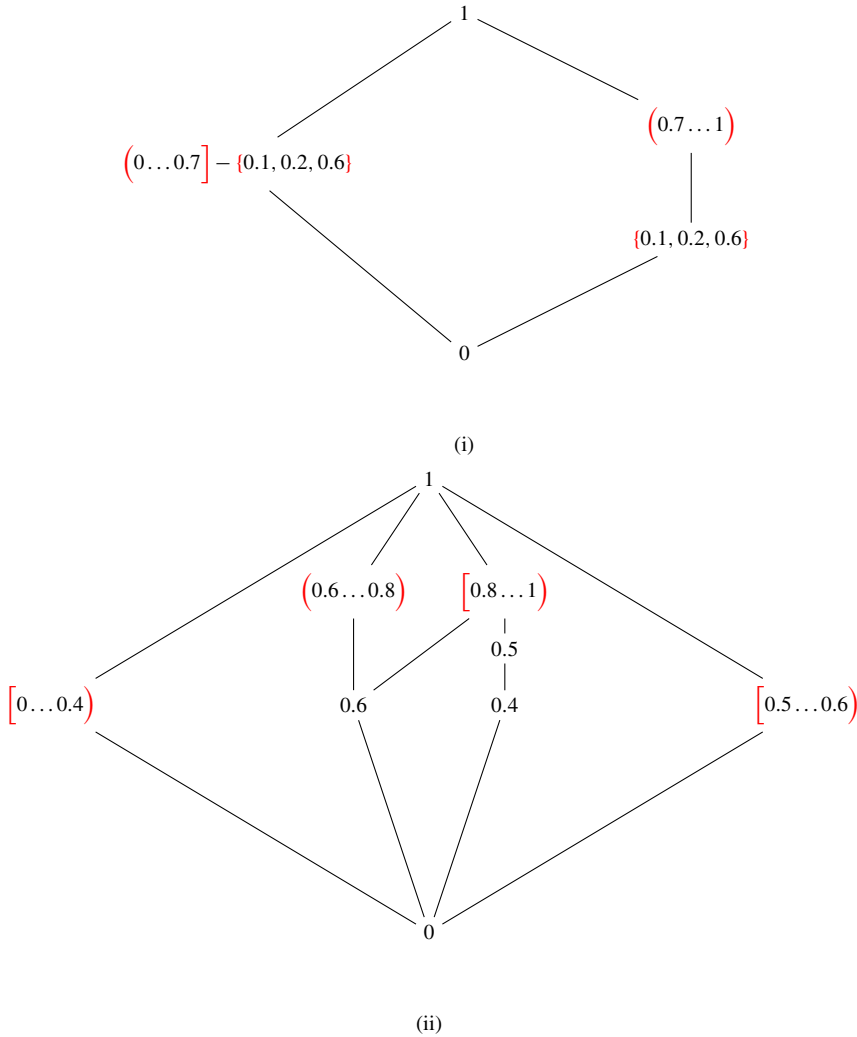 1
(0.7…1)
(0…0.7] − {0.1, 0.2, 0.6}
{0.1, 0.2, 0.6}
0
(i)
1
(0.6…0.8) [0.8…1)
0.5
[0…0.4) 0.6 0.4 [0.5…0.6)
0
(ii)